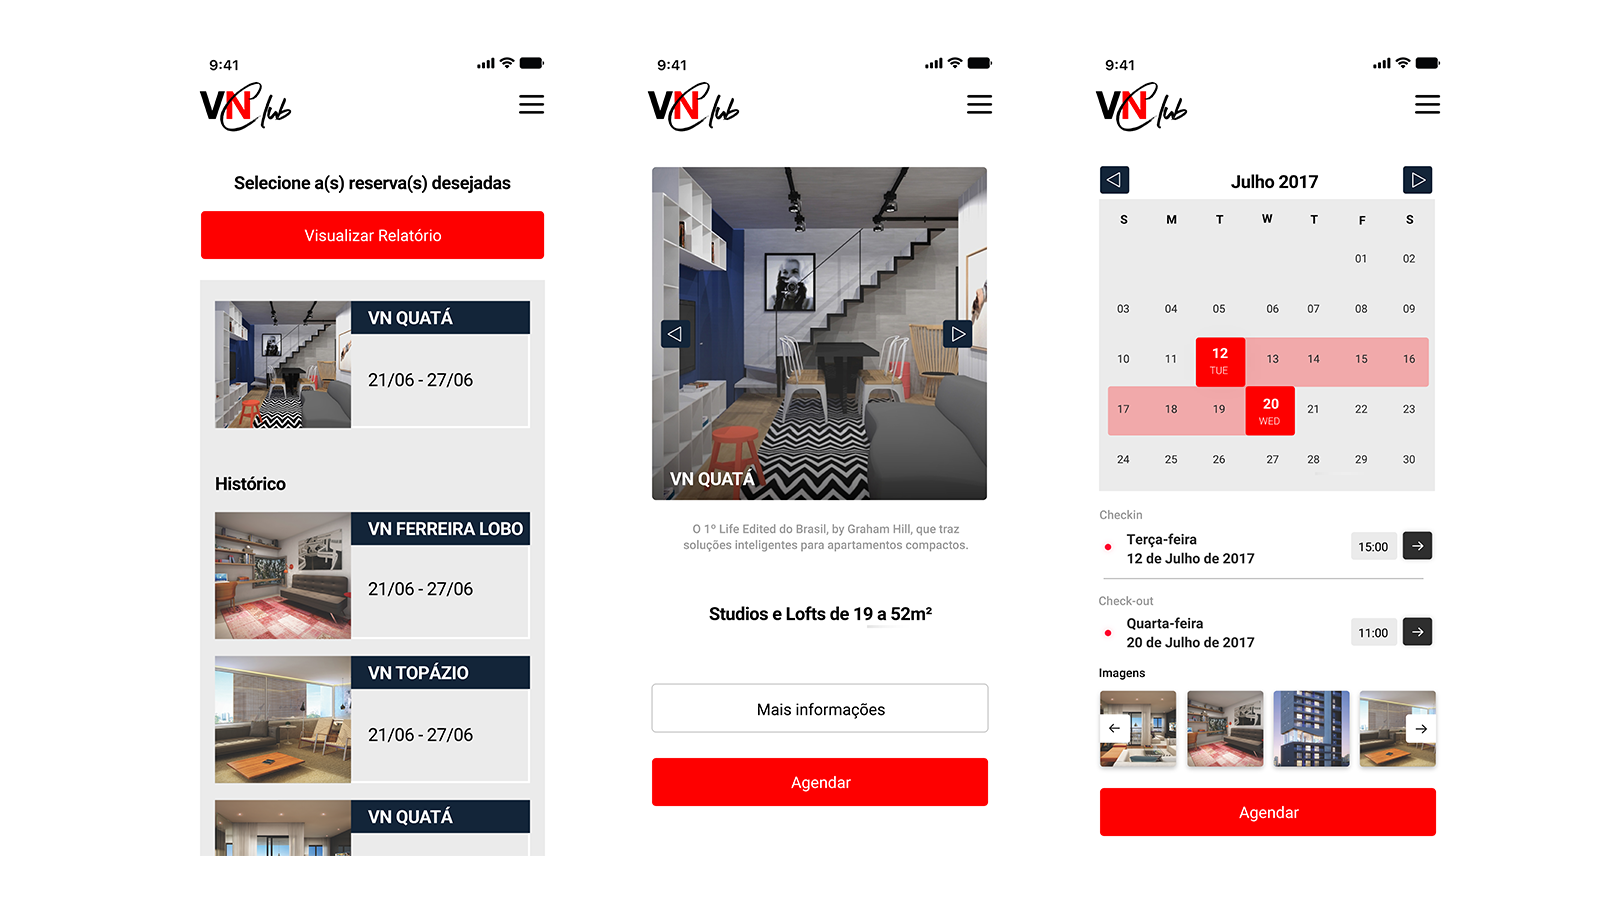 9:41
VN Club
Selecione a(s) reserva(s) desejadas
Visualizar Relatório
VN QUATÁ
21/06 - 27/06
Histórico
VN FERREIRA LOBO
21/06 - 27/06
VN TOPÁZIO
21/06 - 27/06
VN QUATÁ
9:41
VN Club
VN QUATÁ
O 1º Life Edited do Brasil, by Graham Hill, que traz
soluções inteligentes para apartamentos compactos.
Studios e Lofts de 19 a 52m²
Mais informações
Agendar
9:41
VN Club
Julho 2017
S M T W T F S
01 02
03 04 05 06 07 08 09
10 11 12 13 14 15 16
TUE
17 18 19 20 21 22 23
WED
24 25 26 27 28 29 30
Checkin
Terça-feira
12 de Julho de 2017
15:00
Check-out
Quarta-feira
20 de Julho de 2017
11:00
Imagens
Agendar